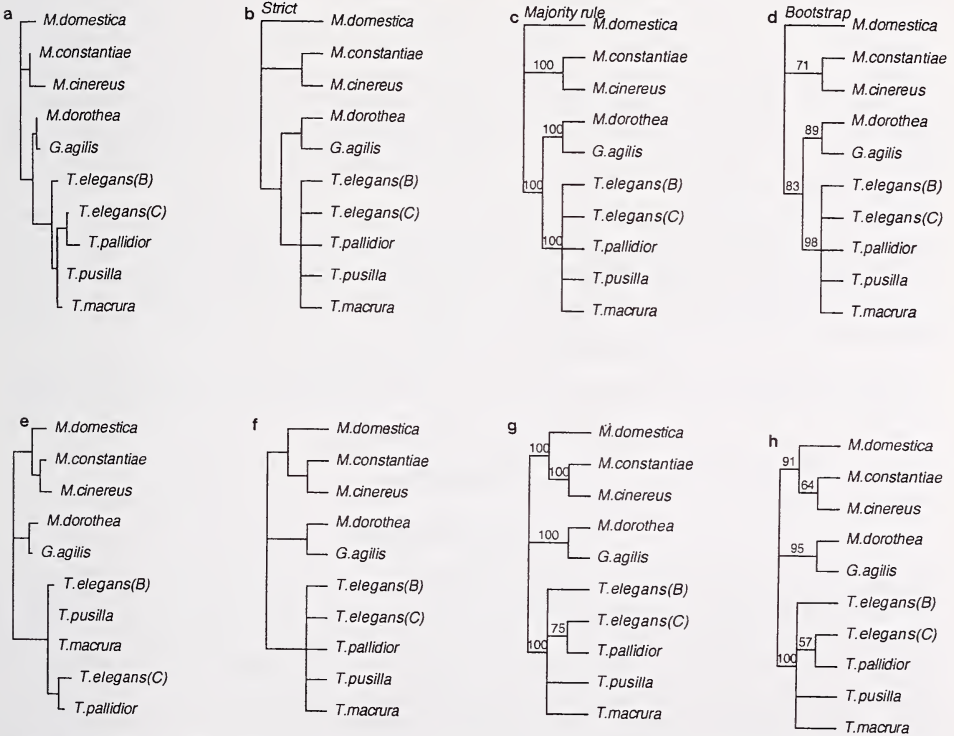 a
M.domestica
M.constantiae
M.cinereus
M.dorothea
G.agilis
T.elegans(B)
T.elegans(C)
T.pallidior
T.pusilla
T.macrura
b
Strict
M.domestica
M.constantiae
M.cinereus
M.dorothea
G.agilis
T.elegans(B)
T.elegans(C)
T.pallidior
T.pusilla
T.macrura
c
Majority rule
M.domestica
100
M.constantiae
M.cinereus
100
M.dorothea
G.agilis
100
T.elegans(B)
T.elegans(C)
100
T.pallidior
T.pusilla
T.macrura
d
Bootstrap
M.domestica
71
M.constantiae
M.cinereus
89
M.dorothea
G.agilis
83
T.elegans(B)
T.elegans(C)
98
T.pallidior
T.pusilla
T.macrura
e
M.domestica
M.constantiae
M.cinereus
M.dorothea
G.agilis
T.elegans(B)
T.pusilla
T.macrura
T.elegans(C)
T.pallidior
f
M.domestica
M.constantiae
M.cinereus
M.dorothea
G.agilis
T.elegans(B)
T.elegans(C)
T.pallidior
T.pusilla
T.macrura
g
M.domestica
100
M.constantiae
100
M.cinereus
M.dorothea
100
G.agilis
T.elegans(B)
T.elegans(C)
75
100
T.pallidior
T.pusilla
T.macrura
h
M.domestica
91
M.constantiae
64
M.cinereus
M.dorothea
95
G.agilis
T.elegans(B)
T.elegans(C)
57
100
T.pallidior
T.pusilla
T.macrura